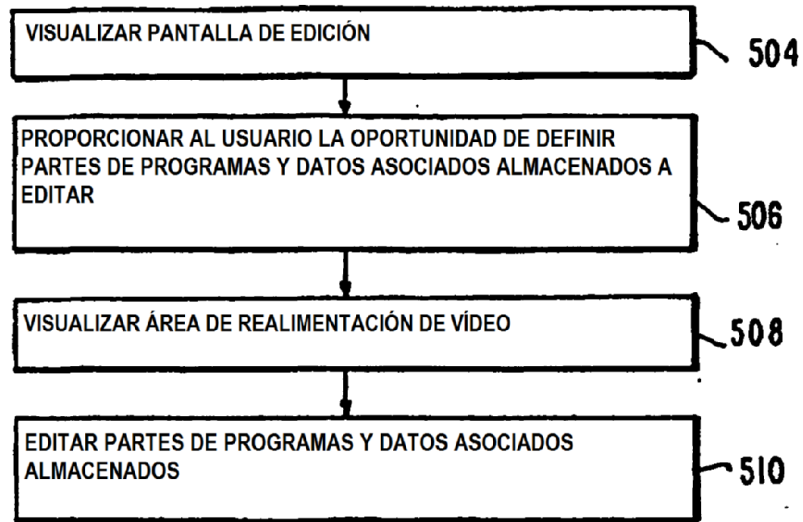 VISUALIZAR PANTALLA DE EDICIÓN
504
PROPORCIONAR AL USUARIO LA OPORTUNIDAD DE DEFINIR
PARTES DE PROGRAMAS Y DATOS ASOCIADOS ALMACENADOS A
EDITAR
506
VISUALIZAR ÁREA DE REALIMENTACIÓN DE VÍDEO
508
EDITAR PARTES DE PROGRAMAS Y DATOS ASOCIADOS
ALMACENADOS
510